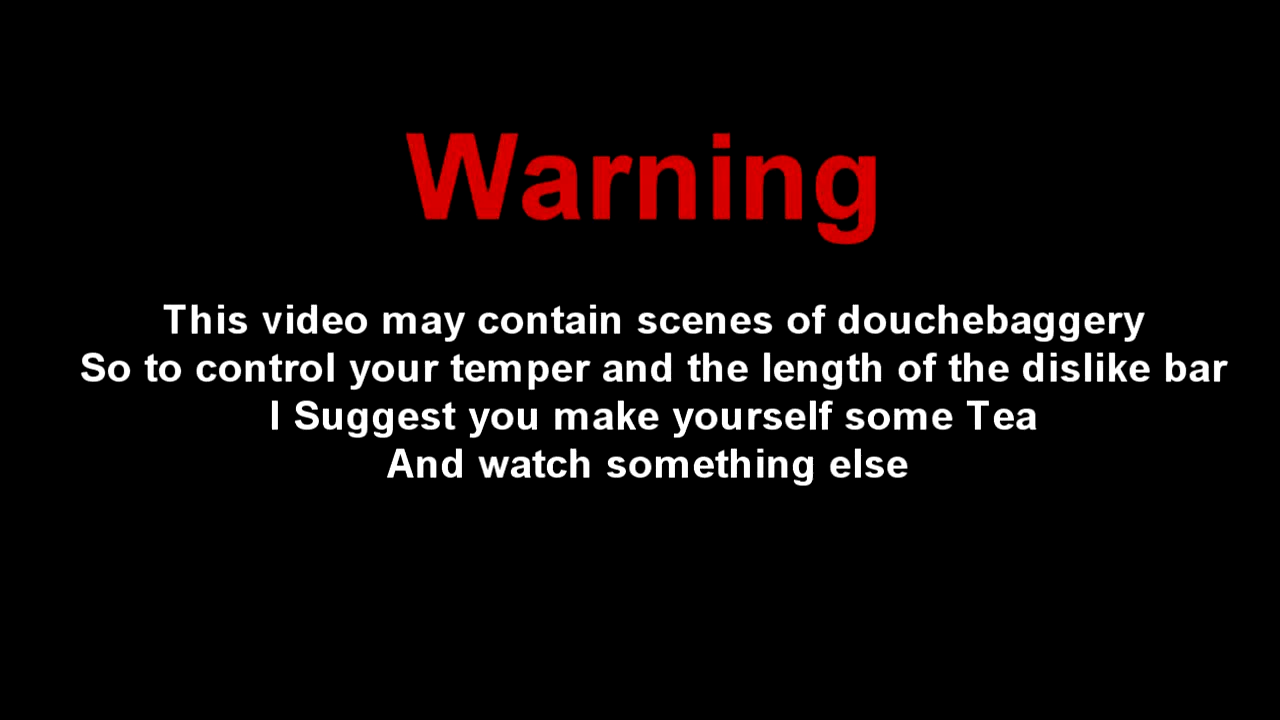 Warning
This video may contain scenes of douchebaggery
So to control your temper and the length of the dislike bar
I Suggest you make yourself some Tea
And watch something else